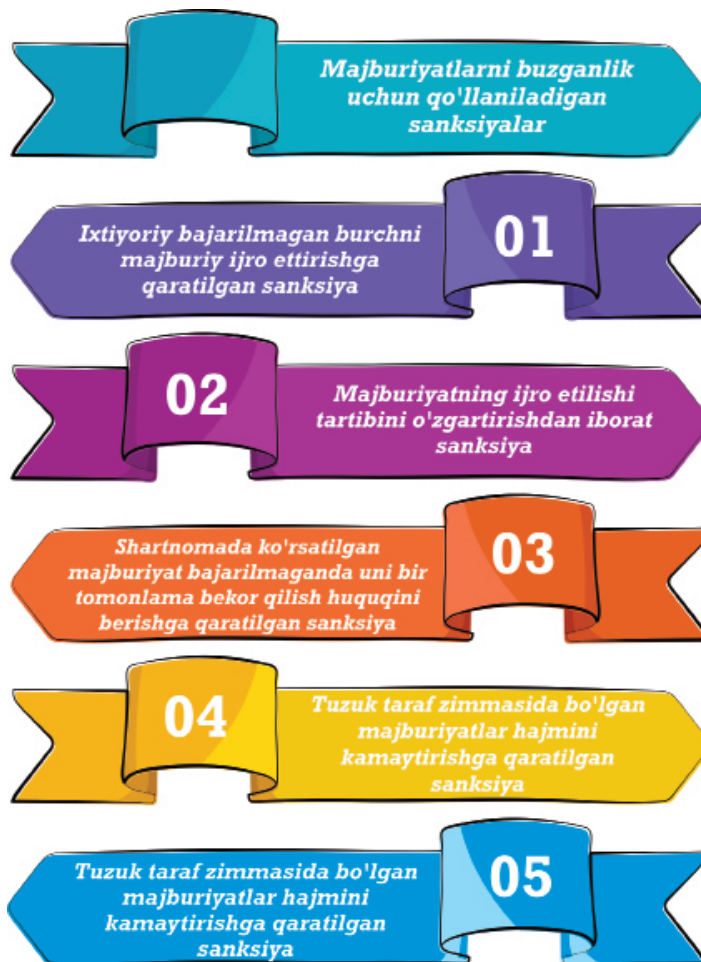 Majburiyatlarni buzganlik
uchun qo'llaniladigan
sanksiyalar
Ixtiyoriy bajarilmagan burchni
majburiy ijro ettirishga
qaratilgan sanksiya
01
02
Majburiyatning ijro etilishi
tartibini o'zgartirishdan iborat
sanksiya
Shartnomada ko'rsatilgan
majburiyat bajarilmaganda uni bir
tomonlama bekor qilish huquqini
berishga qaratilgan sanksiya
03
04
Tuzuk taraf zimmasida bo'lgan
majburiyatlar hajmini
kamaytirishga qaratilgan
sanksiya
Tuzuk taraf zimmasida bo'lgan
majburiyatlar hajmini
kamaytirishga qaratilgan
sanksiya
05